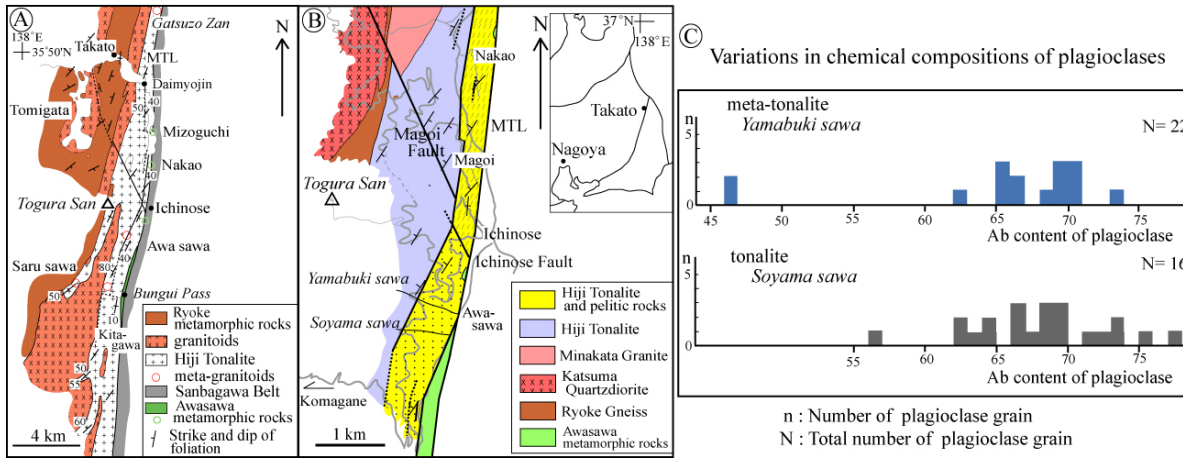 A
138°E
35°50'N
Gatsuzo Zan
N
Takato
MTL
Daimyojin
40
50
Tomigata
40
Mizoguchi
Nakao
40
Togura San
Ichinose
Awa sawa
40
80
Saru sawa
50
Bungui Pass
10
Kita-
gawa
50
55
60
4 km
Ryoke
metamorphic rocks
granitoids
Hiji Tonalite
meta-granitoids
Sanbagawa Belt
Awasawa
metamorphic rocks
Strike and dip of
foliation
B
N
37°N
138°E
Takato
Nagoya
Nakao
MTL
Magoi
Fault
Magoi
Togura San
Ichinose
Ichinose Fault
Yamabuki sawa
Soyama sawa
Awa-
sawa
Komagane
1 km
Hiji Tonalite
and pelitic rocks
Hiji Tonalite
Minakata Granite
Katsuma
Quartzdiorite
Ryoke Gneiss
Awasawa
metamorphic rocks
C
Variations in chemical compositions of plagioclases
n
meta-tonalite
Yamabuki sawa
N= 22
5
5
45 50 55 60 65 70 75
Ab content of plagioclase
n
tonalite
Soyama sawa
N= 16
5
55 60 65 70 75
Ab content of plagioclase
n : Number of plagioclase grain
N : Total number of plagioclase grain